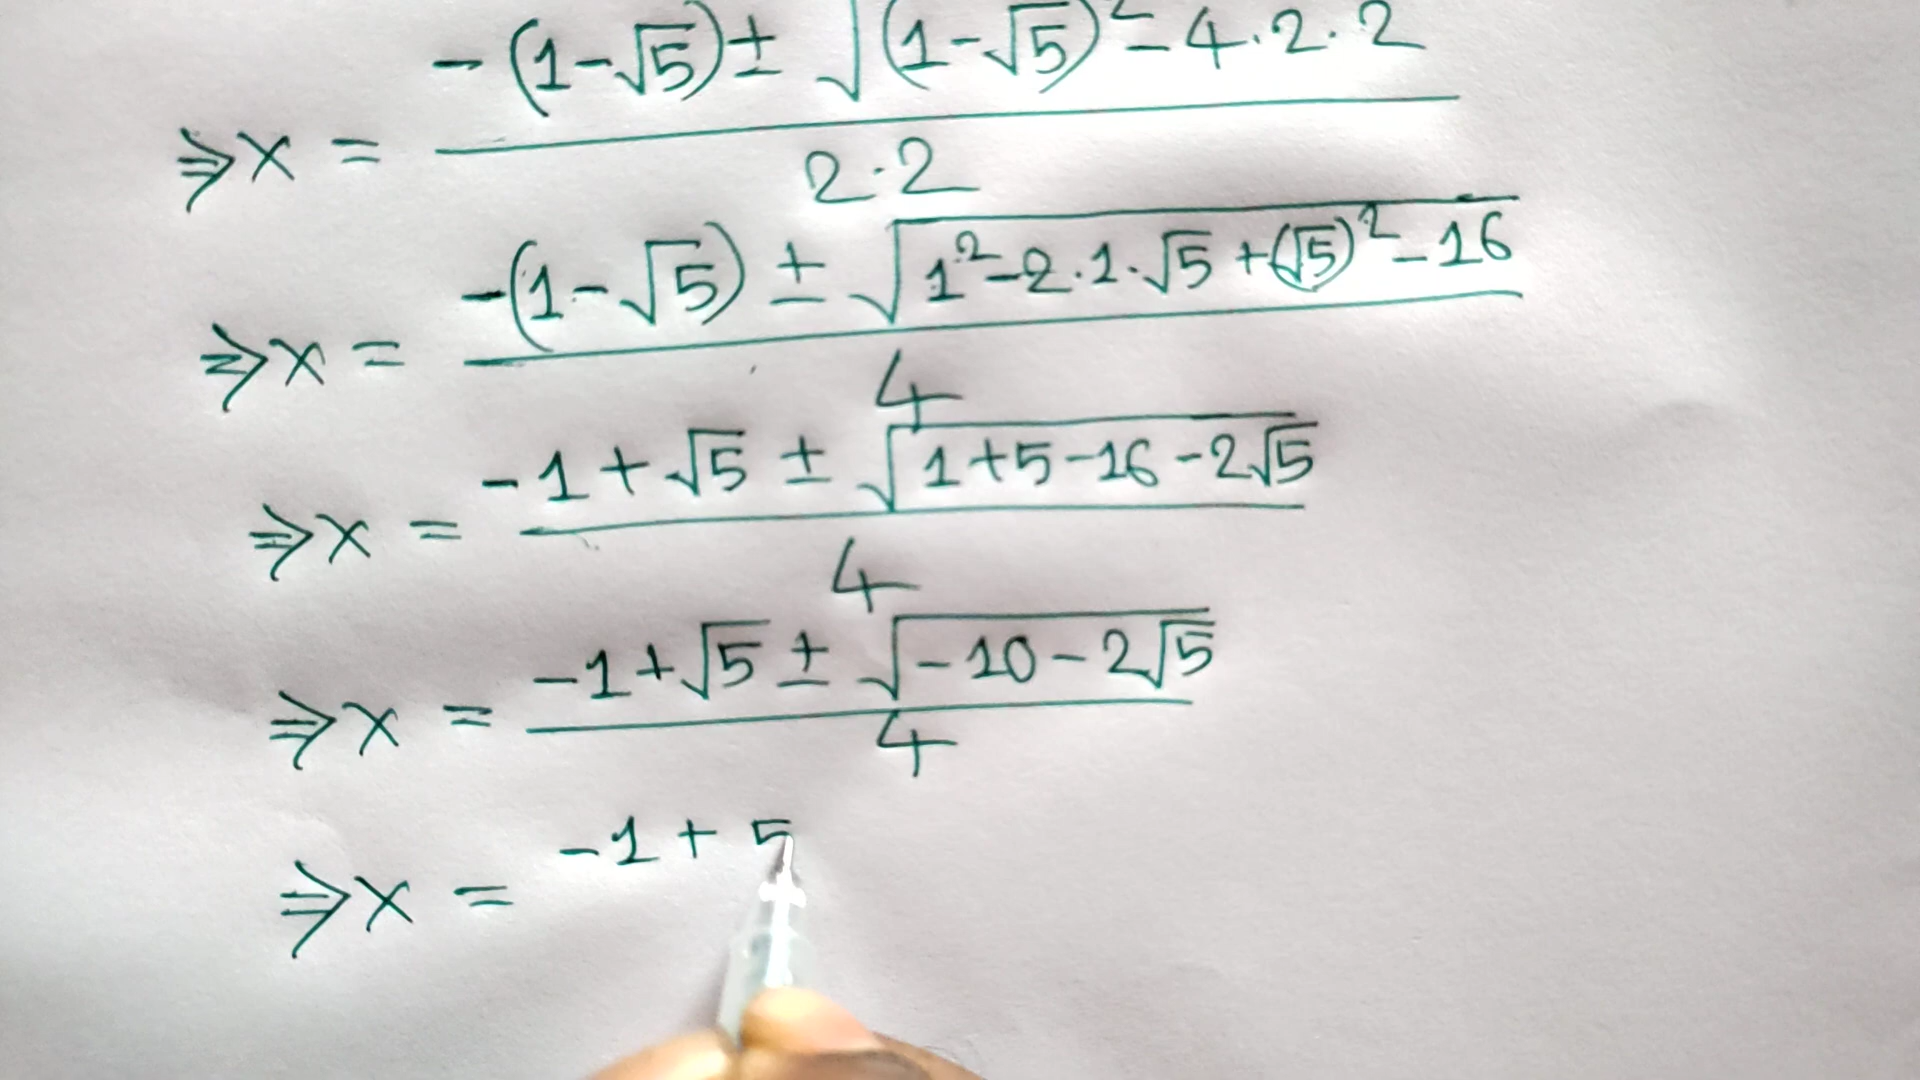 ⇒x = (-(1-√5) ± √((1-√5)² - 4·2·2)) / (2·2)
⇒x = (-(1-√5) ± √(1² - 2·1·√5 + (√5)² - 16)) / 4
⇒x = (-1+√5 ± √(1+5-16-2√5)) / 4
⇒x = (-1+√5 ± √(-10-2√5)) / 4
⇒x = -1 + 5